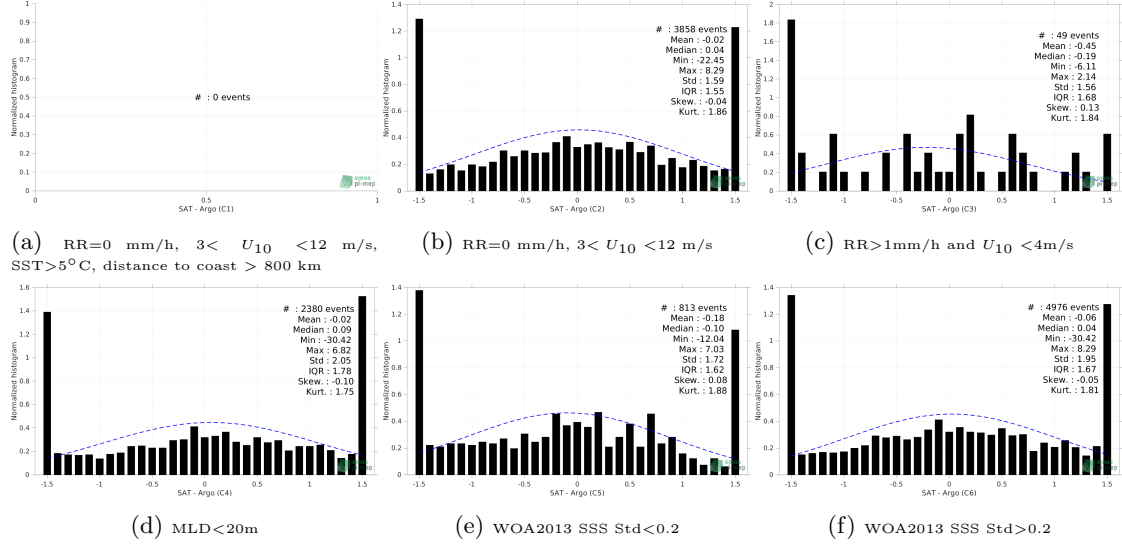 1
0.9
0.8
0.7
0.6
0.5
0.4
0.3
0.2
0.1
0
Normalized histogram
# : 0 events
smos
pi-mep
0 0.5 1
SAT - Argo (C1)
(a) RR=0 mm/h, 3< U10 <12 m/s,
SST>5°C, distance to coast > 800 km
1.4
1.2
1
0.8
0.6
0.4
0.2
0
Normalized histogram
# : 3858 events
Mean : -0.02
Median : 0.04
Min : -22.45
Max : 8.29
Std : 1.59
IQR : 1.55
Skew. : -0.04
Kurt. : 1.86
smos
pi-mep
-1.5 -1 -0.5 0 0.5 1 1.5
SAT - Argo (C2)
(b) RR=0 mm/h, 3< U10 <12 m/s
2
1.8
1.6
1.4
1.2
1
0.8
0.6
0.4
0.2
0
Normalized histogram
# : 49 events
Mean : -0.45
Median : -0.19
Min : -6.11
Max : 2.14
Std : 1.56
IQR : 1.68
Skew. : 0.13
Kurt. : 1.84
smos
pi-mep
-1.5 -1 -0.5 0 0.5 1 1.5
SAT - Argo (C3)
(c) RR>1mm/h and U10 <4m/s
1.6
1.4
1.2
1
0.8
0.6
0.4
0.2
0
Normalized histogram
# : 2380 events
Mean : -0.02
Median : 0.09
Min : -30.42
Max : 6.82
Std : 2.05
IQR : 1.78
Skew. : -0.10
Kurt. : 1.75
smos
pi-mep
-1.5 -1 -0.5 0 0.5 1 1.5
SAT - Argo (C4)
(d) MLD<20m
1.4
1.2
1
0.8
0.6
0.4
0.2
0
Normalized histogram
# : 813 events
Mean : -0.18
Median : -0.10
Min : -12.04
Max : 7.03
Std : 1.72
IQR : 1.62
Skew. : 0.08
Kurt. : 1.88
smos
pi-mep
-1.5 -1 -0.5 0 0.5 1 1.5
SAT - Argo (C5)
(e) WOA2013 SSS Std<0.2
1.4
1.2
1
0.8
0.6
0.4
0.2
0
Normalized histogram
# : 4976 events
Mean : -0.06
Median : 0.04
Min : -30.42
Max : 8.29
Std : 1.95
IQR : 1.67
Skew. : -0.05
Kurt. : 1.81
smos
pi-mep
-1.5 -1 -0.5 0 0.5 1 1.5
SAT - Argo (C6)
(f) WOA2013 SSS Std>0.2